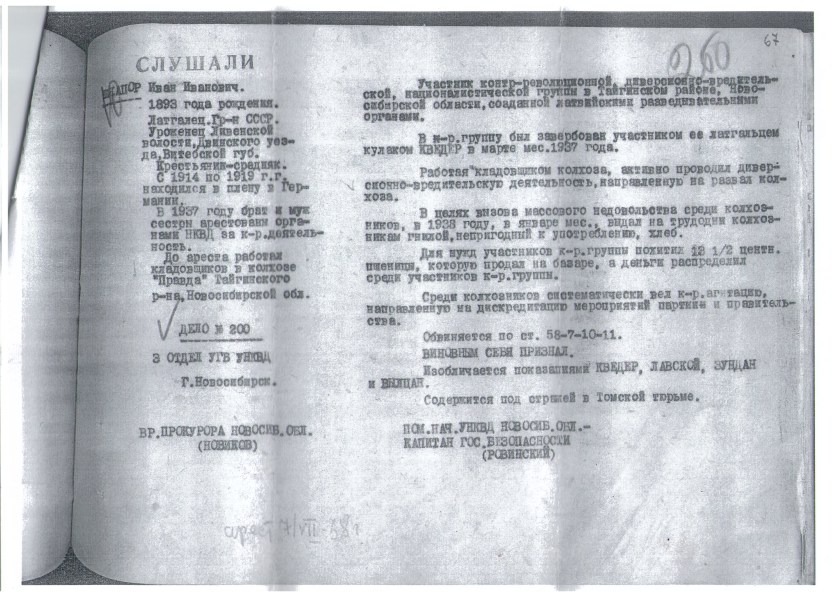 67
260
СЛУШАЛИ
АПОР Иван Иванович.
1893 года рождения.
Латгалец.Гр-н СССР.
Уроженец Ливенской
волости,Двинского уез-
да,Витебской губ.
Крестьянин-середняк.
С 1914 по 1919 г.г.
находился в плену в Гер-
мании.
В 1937 году брат и муж
сестры арестованы орга-
нами НКВД за к-р.деятель-
ность.
До ареста работал
кладовщиков в колхозе
"Правда" Тайгинского
р-на,Новосибирской обл.
ДЕЛО № 200
3 ОТДЕЛ УГБ УНКВД
Г.Новосибирск.
ВР.ПРОКУРОРА НОВОСИБ.ОБЛ.
(НОВИКОВ)
Участник контр-революционной, диверсионно-вредитель-
ской, националистической группы в Тайгинском районе, Ново-
сибирской области,созданной латвийскими разведывательными
органами.
В к-р.группу был завербован участником ее латгальцем
кулаком КВЕДЕР в марте мес.1937 года.
Работая кладовщиком колхоза, активно проводил дивер-
сионно-вредительскую деятельность,направленную на развал кол-
хоза.
В целях вызова массового недовольства среди колхоз-
ников, в 1938 году, в январе мес., выдал на трудодни колхоз-
никам гнилой,непригодный к употреблению, хлеб.
Для нужд участников к-р.группы похитил 12 1/2 центн.
пшеницы, которую продал на базаре, а деньги распределил
среди участников к-р.группы.
Среди колхозников систематически вел к-р.агитацию,
направленную на дискредитацию мероприятий партии и правитель-
ства.
Обвиняется по ст. 58-7-10-11.
ВИНОВНЫМ СЕБЯ ПРИЗНАЛ.
Изобличается показаниями КВЕДЕР, ЛАВСКОЙ, ЗУНДАН
и ВЫЛЦАН.
Содержится под стражей в Томской тюрьме.
ПОМ.НАЧ.УНКВД НОВОСИБ.ОБЛ.-
КАПИТАН ГОС.БЕЗОПАСНОСТИ
(РОВИНСКИЙ)